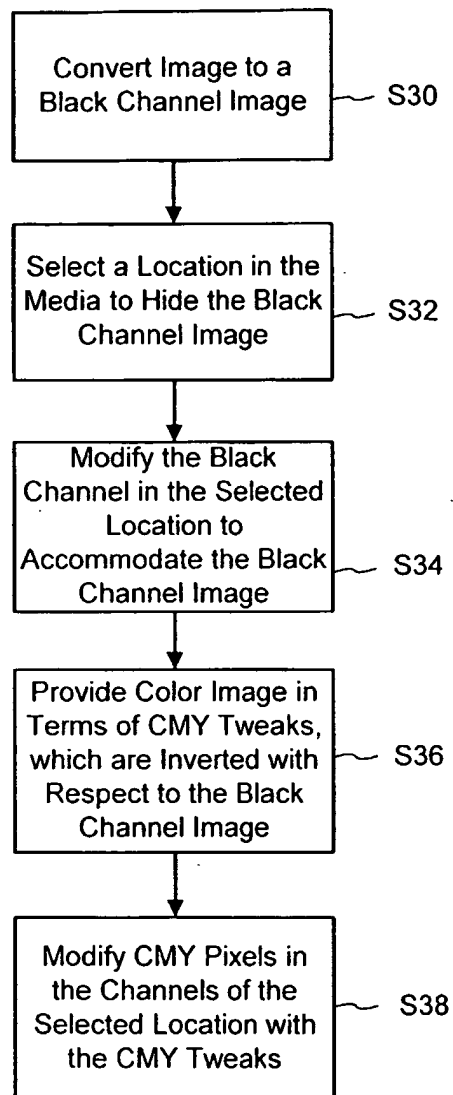 Convert Image to a
Black Channel Image
S30
Select a Location in the
Media to Hide the Black
Channel Image
S32
Modify the Black
Channel in the Selected
Location to
Accommodate the Black
Channel Image
S34
Provide Color Image in
Terms of CMY Tweaks,
which are Inverted with
Respect to the Black
Channel Image
S36
Modify CMY Pixels in
the Channels of the
Selected Location with
the CMY Tweaks
S38